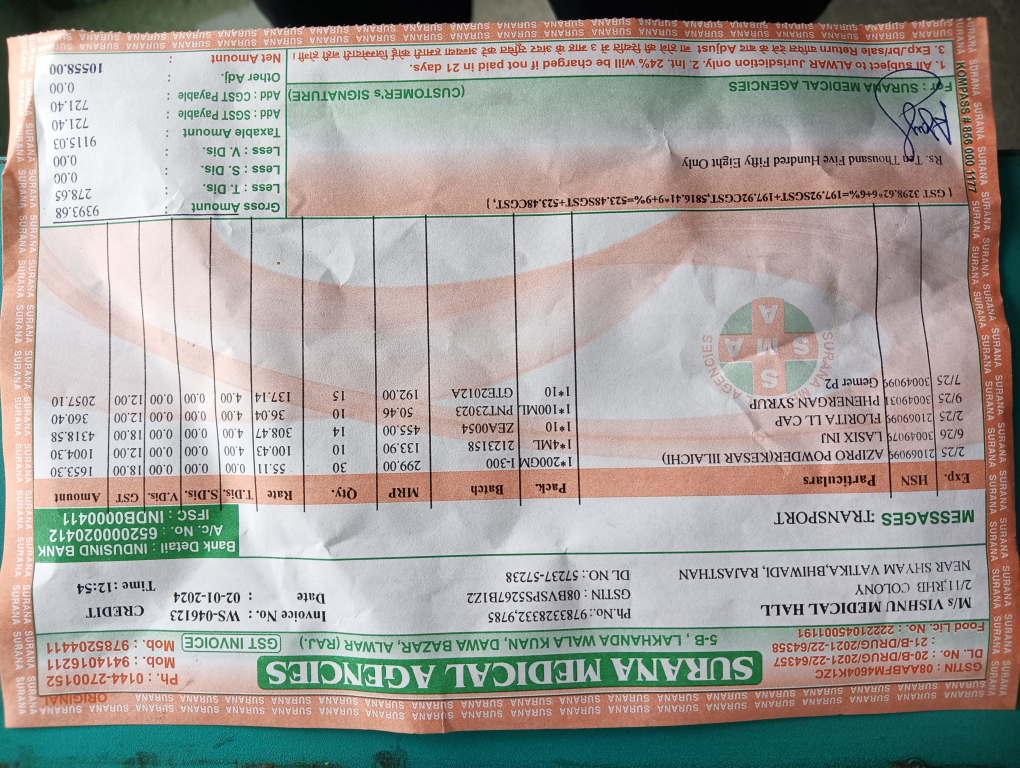 ORIGINAL
GSTIN 08ABFM4604K12C
DL. No.: 20-B/DRUG/2021-22/64357
: 21-B/DRUG/2021-22/64358
Food Lic. No. : 22221045001191
SURANA MEDICAL AGENCIES
5-B , LAKHANDA WALA KUAN, DAWA BAZAR, ALWAR (RAJ.) GST INVOICE
Ph : 0144-2700152
Mob. : 9414016211
Mob. : 9785204411
M/s VISHNU MEDICAL HALL
2/11,RHB COLONY
NEAR SHYAM VATIKA,BHIWADI, RAJASTHAN
Ph.No.: 9783328332,9785
GSTIN : 08BVSPS5267B1ZZ
DL .NO.: 57237-57238
Invoice No. : WS-046123 CREDIT
Date : 02-01-2024 Time :12:54
MESSAGES :TRANSPORT
Bank Detail : INDUSIND BANK
A/c. No. : 652000020412
IFSC : INDB0000411
Exp. HSN Particulars Pack. Batch MRP Qty. Rate T.Dis. S.Dis. V.Dis. GST Amount
2/25 2106909 AZIPRO POWDER(KESAR IIILAICHI) 1*200GM I-300 299.00 30 55.11 0.00 0.00 0.00 18.00 1653.30
6/26 3004907 LASIX INJ 1*4ML 2123158 133.90 10 100.43 4.00 0.00 0.00 12.00 1004.30
2/25 2106909 FLORITA LL CAP 1*10 ZEA0054 455.00 14 308.47 4.00 0.00 0.00 18.00 4318.58
9/25 3004903 PHENERGAN SYRUP 1*100ML PNT23023 50.46 10 36.04 4.00 0.00 0.00 12.00 360.40
7/25 3004909 Gemer P2 1*10 GTE2012A 192.00 15 137.14 4.00 0.00 0.00 12.00 2057.10
SURANA MEDICAL AGENCIES
S M A
( GST 3298.62*6+6%=197.92SGST+197.92CGST,5816.41*9+9%=523.48SGST+523.48CGST, )
Rs. Ten Thousand Five Hundred Fifty Eight Only
Gross Amount : 9393.68
Less : T. Dis. : 278.65
Less : S. Dis. : 0.00
Less : V. Dis. : 0.00
Taxable Amount : 9115.03
Add : SGST Payable : 721.40
Add : CGST Payable : 721.40
Other Adj. : 0.00
Net Amount : 10558.00
For : SURANA MEDICAL AGENCIES (CUSTOMER's SIGNATURE)
1. All subject to ALWAR Jurisdiction only. 2. Int. 24% will be charged if not paid in 21 days.
3. Exp./brisale Return
KOMPASS # 856 000 1177